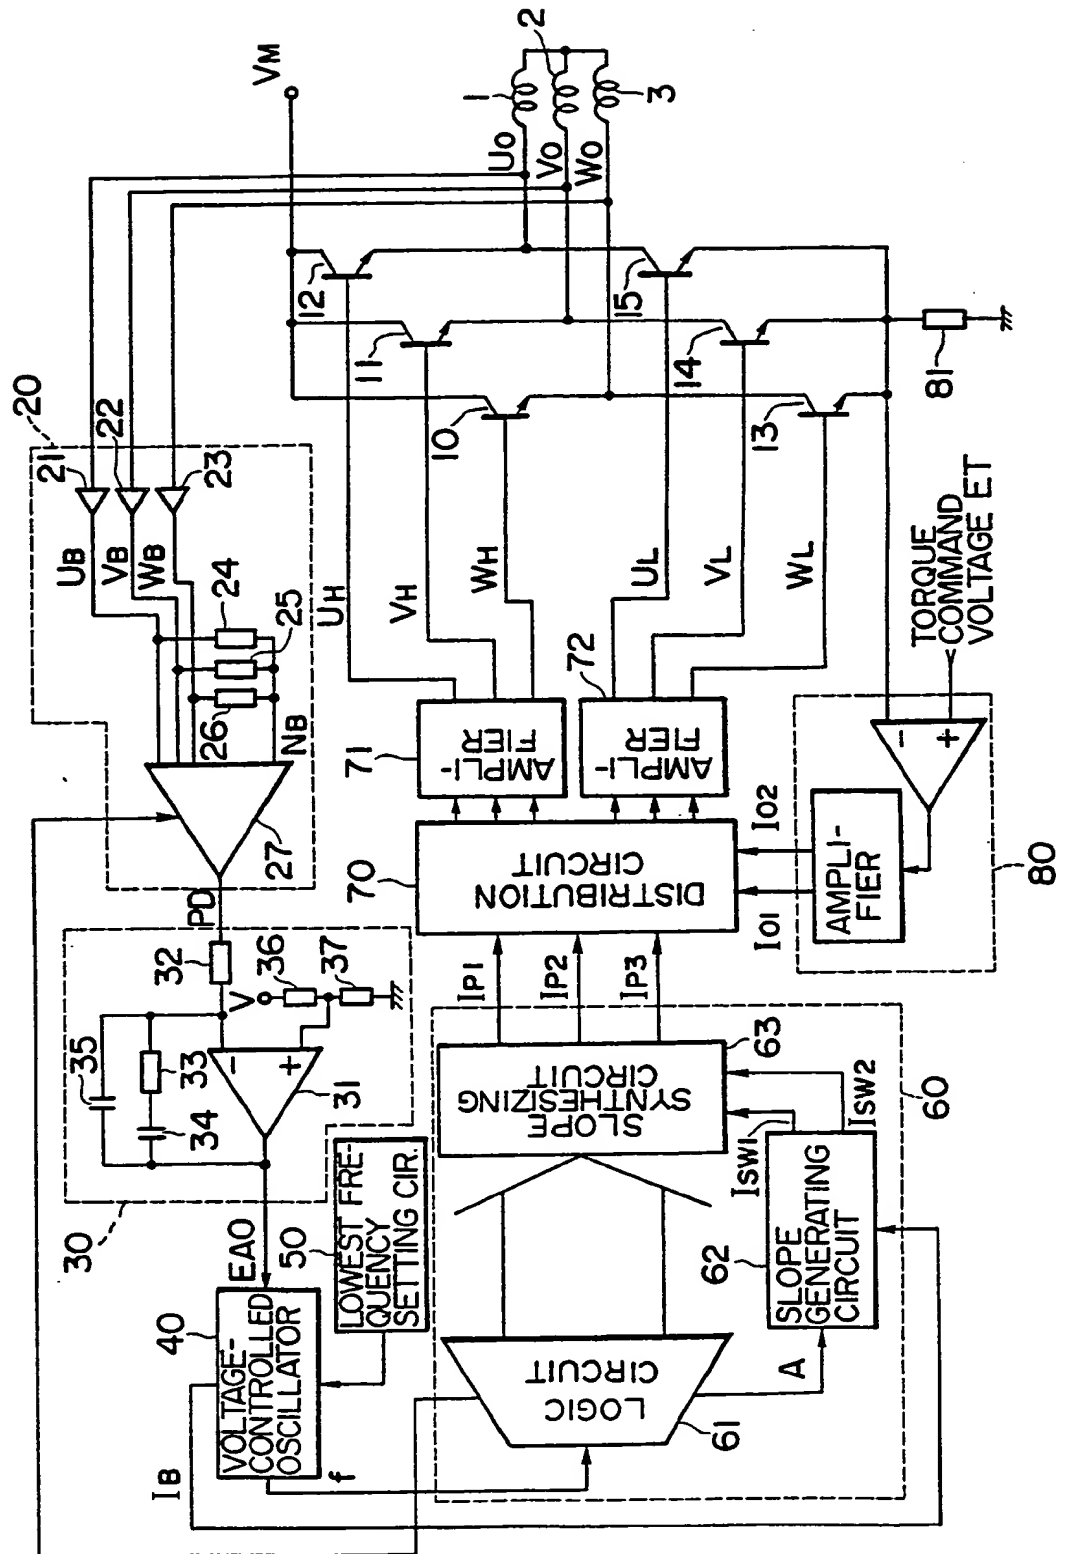 VM
1
2
3
UO
VO
WO
12
11
10
15
14
13
81
20
21
22
23
UB
VB
WB
24
25
26
NB
27
PD
UH
VH
WH
UL
VL
WL
71
AMPLI-
FIER
72
AMPLI-
FIER
TORQUE
COMMAND
VOLTAGE ET
-
+
AMPLI-
FIER
80
IO1
IO2
70
DISTRIBUTION
CIRCUIT
IP1
IP2
IP3
32
V
36
37
35
33
34
-
+
31
30
EAO
50
LOWEST FRE-
QUENCY
SETTING CIR.
40
VOLTAGE-
CONTROLLED
OSCILLATOR
IB
f
63
SLOPE
SYNTHESIZING
CIRCUIT
ISW1
ISW2
60
62
SLOPE
GENERATING
CIRCUIT
A
LOGIC
CIRCUIT
61